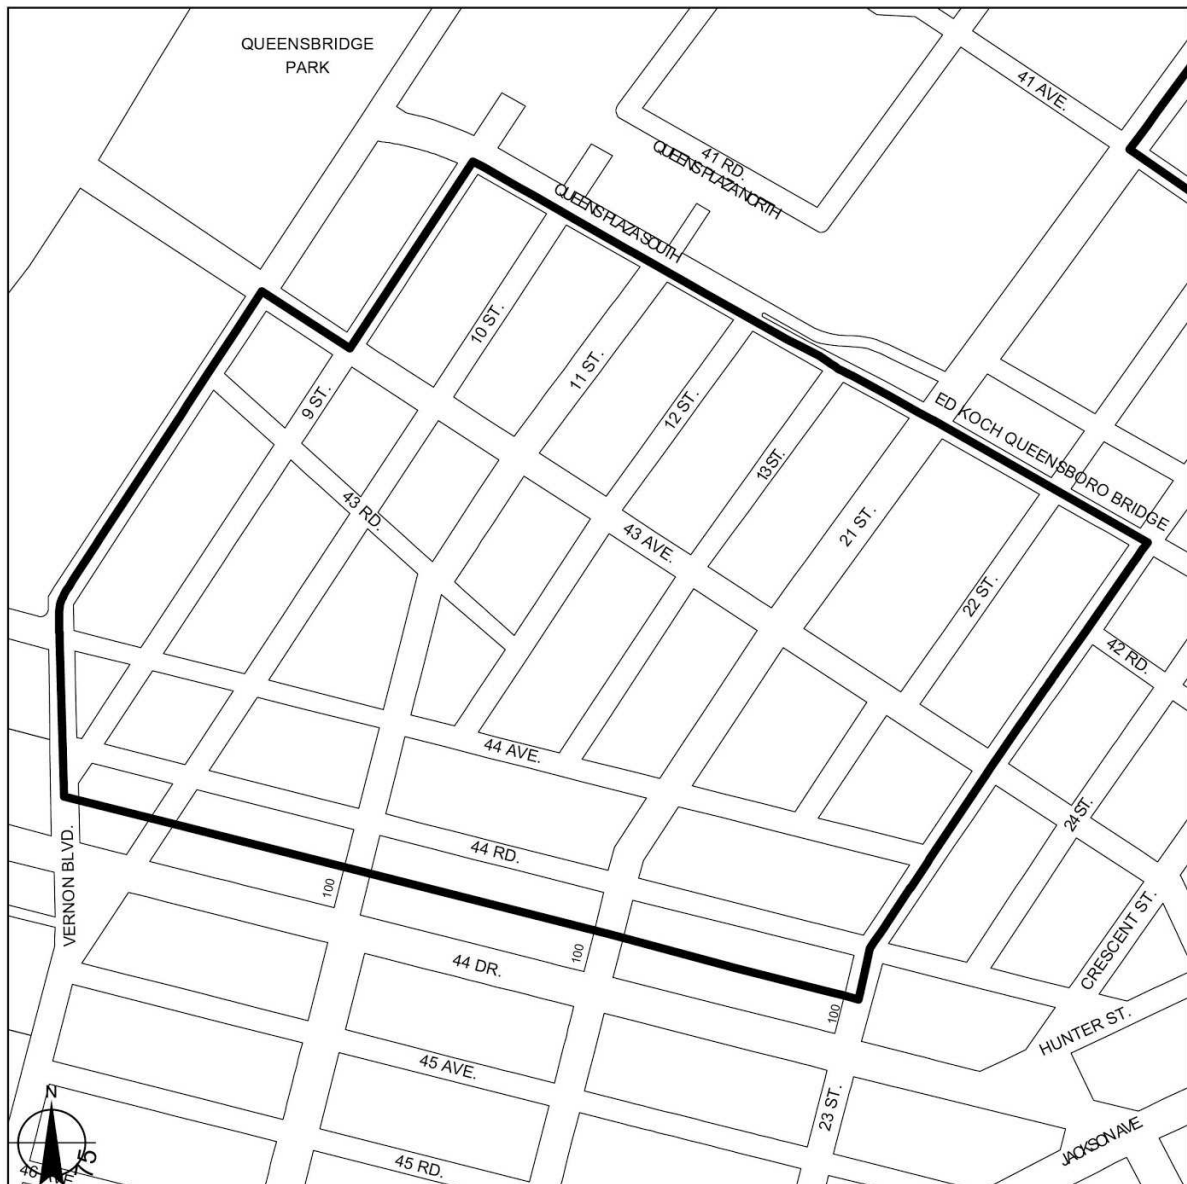 QUEENSBRIDGE
PARK
41 AVE.
41 RD.
QUEENS PLAZA NORTH
QUEENS PLAZA SOUTH
10 ST.
11 ST.
9 ST.
12 ST.
13 ST.
ED KOCH QUEENSBORO BRIDGE
43 RD.
21 ST.
43 AVE.
22 ST.
42 RD.
44 AVE.
24 ST.
44 RD.
VERNON BLVD.
100
100
100
CRESCENT ST.
44 DR.
HUNTER ST.
45 AVE.
23 ST.
JACKSON AVE
N
45 RD.
46
75